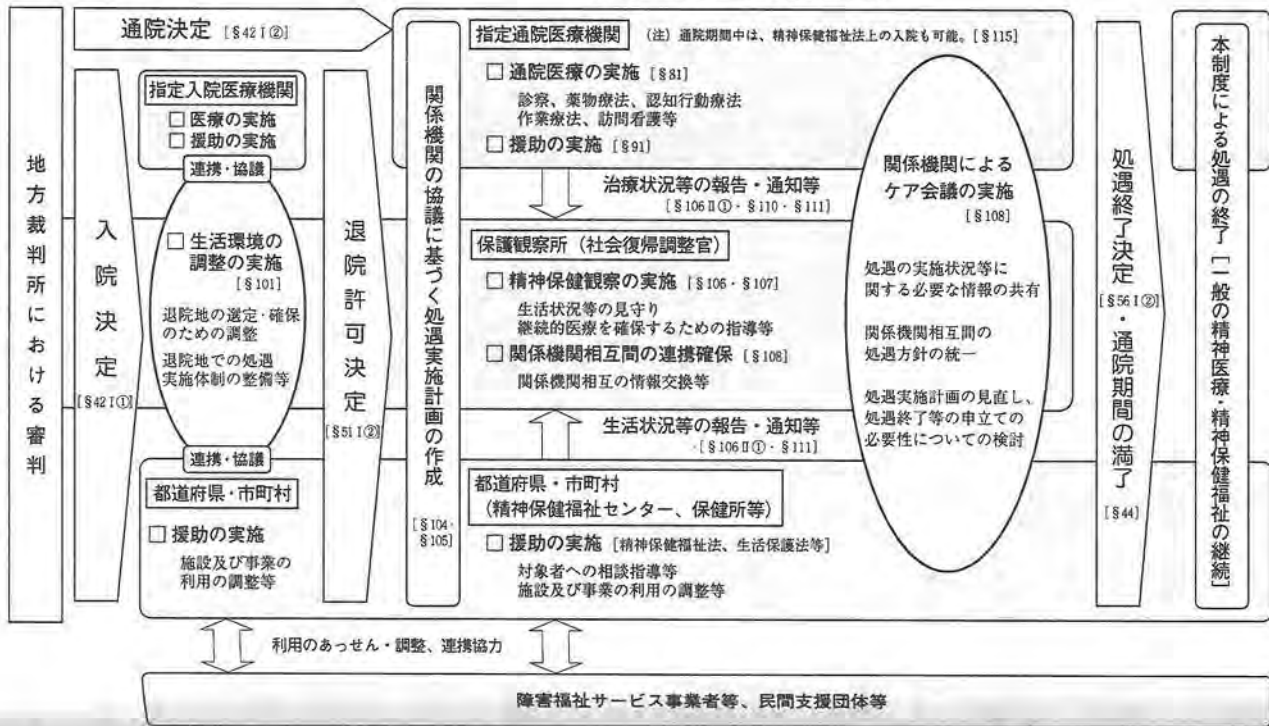 地方裁判所における審判
通院決定 [§42Ⅰ②]
入院決定
[§42Ⅰ①]
指定入院医療機関
□ 医療の実施
□ 援助の実施
連携・協議
□ 生活環境の
調整の実施
[§101]
退院地の選定・確保
のための調整
退院地での処遇
実施体制の整備等
連携・協議
都道府県・市町村
□ 援助の実施
施設及び事業の
利用の調整等
退院許可決定
[§51Ⅰ②]
関係機関の協議に基づく処遇実施計画の作成
[§104・
§105]
指定通院医療機関
(注) 通院期間中は、精神保健福祉法上の入院も可能。[§115]
□ 通院医療の実施 [§81]
診察、薬物療法、認知行動療法
作業療法、訪問看護等
□ 援助の実施 [§91]
治療状況等の報告・通知等
[§106Ⅱ①・§110・§111]
保護観察所（社会復帰調整官）
□ 精神保健観察の実施 [§106・§107]
生活状況等の見守り
継続的医療を確保するための指導等
□ 関係機関相互間の連携確保 [§108]
関係機関相互の情報交換等
生活状況等の報告・通知等
・[§106Ⅱ①・§111]
都道府県・市町村
(精神保健福祉センター、保健所等)
□ 援助の実施 [精神保健福祉法、生活保護法等]
対象者への相談指導等
施設及び事業の利用の調整等
関係機関による
ケア会議の実施
[§108]
処遇の実施状況等に
関する必要な情報の共有
関係機関相互間の
処遇方針の統一
処遇実施計画の見直し、
処遇終了等の申立ての
必要性についての検討
処遇終了決定・通院期間の満了
[§56Ⅰ②]
[§44]
本制度による処遇の終了［一般の精神医療・精神保健福祉の継続］
利用のあっせん・調整、連携協力
障害福祉サービス事業者等、民間支援団体等